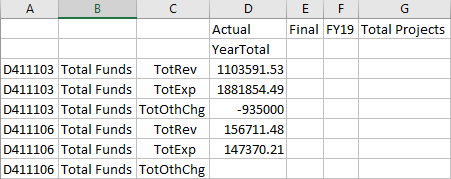 A B C D E F G
Actual Final FY19 Total Projects
YearTotal
D411103 Total Funds TotRev 1103591.53
D411103 Total Funds TotExp 1881854.49
D411103 Total Funds TotOthChg -935000
D411106 Total Funds TotRev 156711.48
D411106 Total Funds TotExp 147370.21
D411106 Total Funds TotOthChg